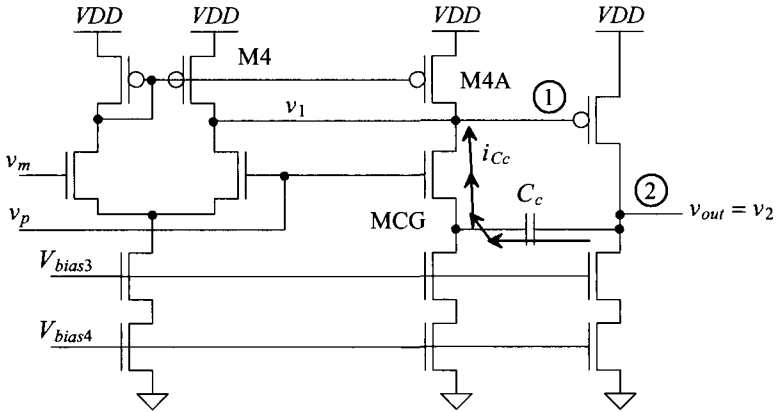 VDD VDD VDD VDD
M4
M4A
1
v1
iCc
vm
Cc
2
vout = v2
vp
MCG
Vbias3
Vbias4